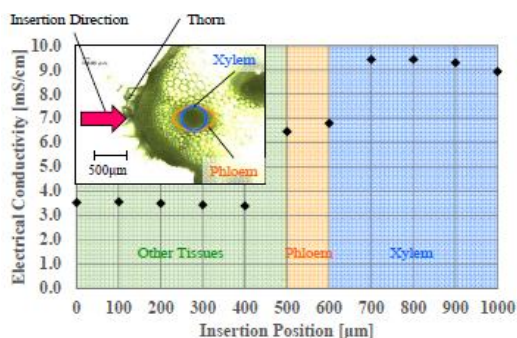 Insertion Direction
Thorn
Xylem
Phloem
500μm
Electrical Conductivity [mS/cm]
10.0
9.0
8.0
7.0
6.0
5.0
4.0
3.0
2.0
1.0
0.0
Other Tissues
Phloem
Xylem
0 100 200 300 400 500 600 700 800 900 1000
Insertion Position [μm]